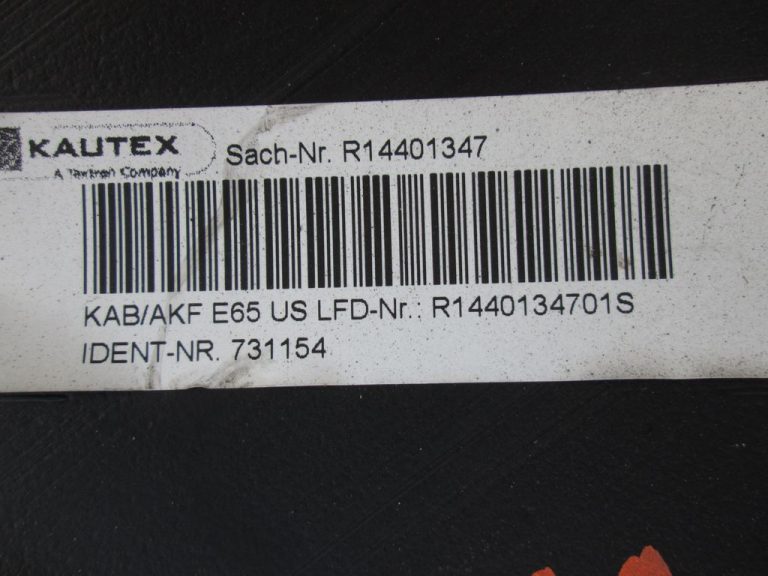 KAUTEX
A Textron Company
Sach-Nr. R14401347
KAB/AKF E65 US LFD-Nr.: R1440134701S
IDENT-NR. 731154